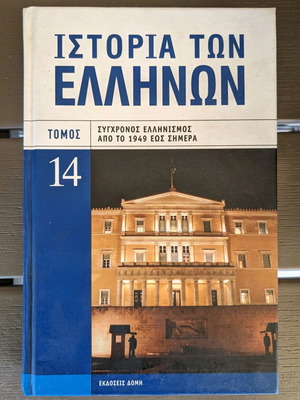 ΙΣΤΟΡΙΑ ΤΩΝ
ΕΛΛΗΝΩΝ
ΤΟΜΟΣ
14
ΣΥΓΧΡΟΝΟΣ ΕΛΛΗΝΙΣΜΟΣ
ΑΠΟ ΤΟ 1949 ΕΩΣ ΣΗΜΕΡΑ
ΕΚΔΟΣΕΙΣ ΔΟΜΗ